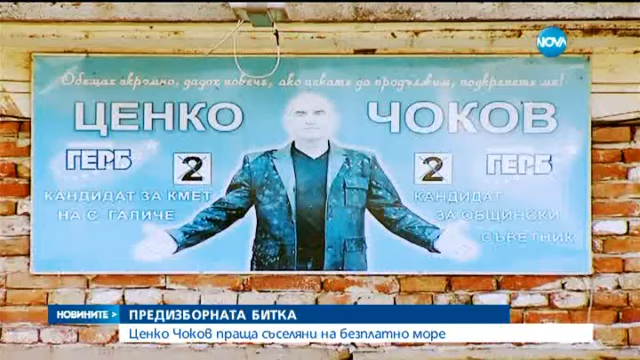 NOVA
Обещах скромно, дадох повече, ако искате да продължим, подкрепете ме!
ЦЕНКО ЧОКОВ
ГЕРБ 2 2 ГЕРБ
КАНДИДАТ ЗА КМЕТ
НА С. ГАЛИЧЕ
КАНДИДАТ
ЗА ОБЩИНСКИ
СЪВЕТНИК
НОВИНИТЕ > ПРЕДИЗБОРНАТА БИТКА
Ценко Чоков праща съселяни на безплатно море